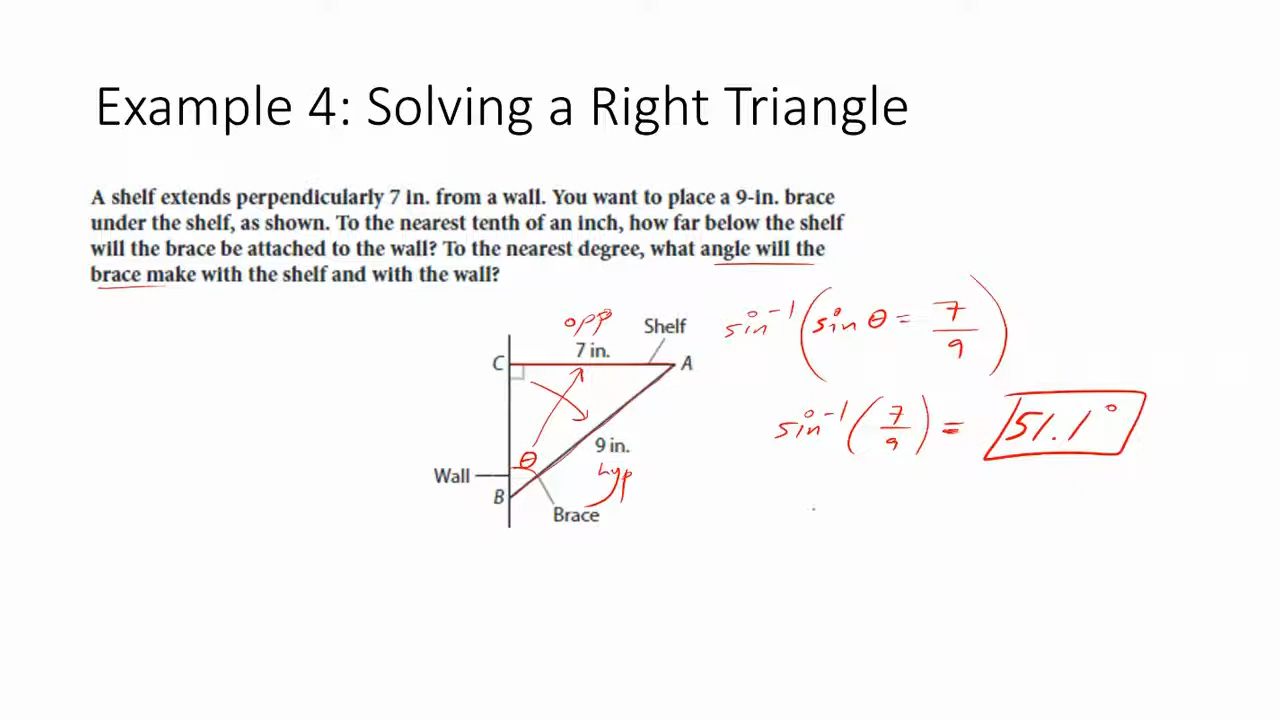 Example 4: Solving a Right Triangle
A shelf extends perpendicularly 7 in. from a wall. You want to place a 9-in. brace
under the shelf, as shown. To the nearest tenth of an inch, how far below the shelf
will the brace be attached to the wall? To the nearest degree, what angle will the
brace make with the shelf and with the wall?
opp
Shelf
7 in.
C
A
9 in.
hyp
θ
Wall
B
Brace
sin⁻¹(sin θ = 7/9)
sin⁻¹(7/9) = 51.1°